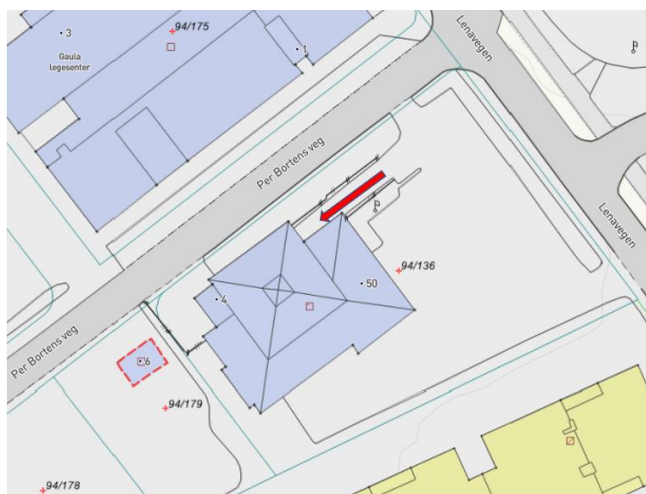 3
94/175
1
Gaula
legesenter
Lenavegen
Per Bortens veg
Lenavegen
94/136
50
4
Per Bortens veg
6
94/179
94/178